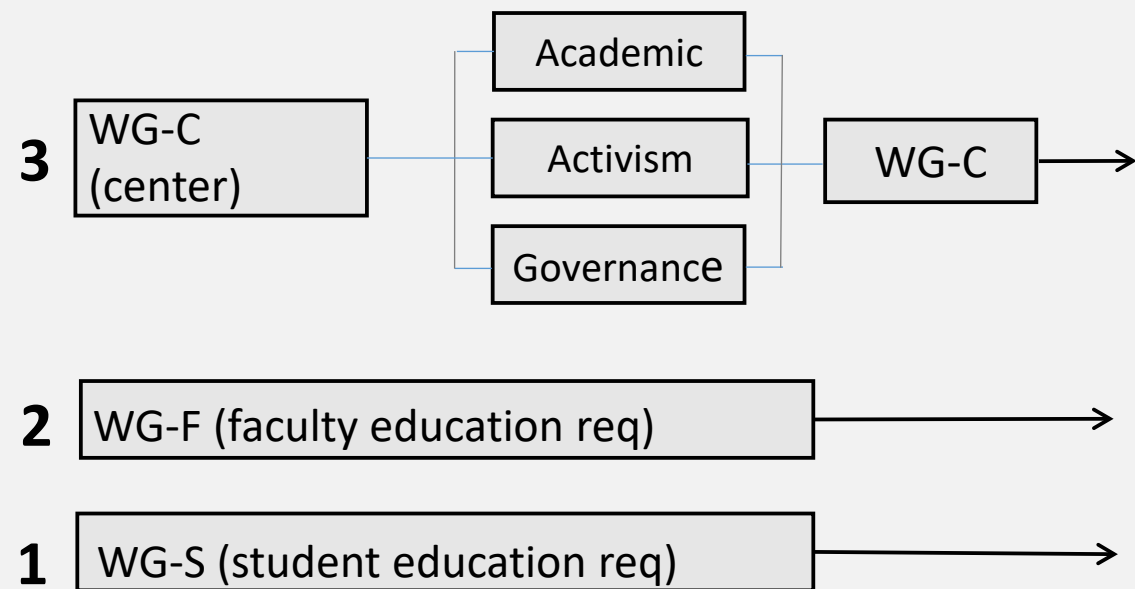 Academic
3
WG-C
(center)
Activism
WG-C
Governance
2
WG-F (faculty education req)
1
WG-S (student education req)